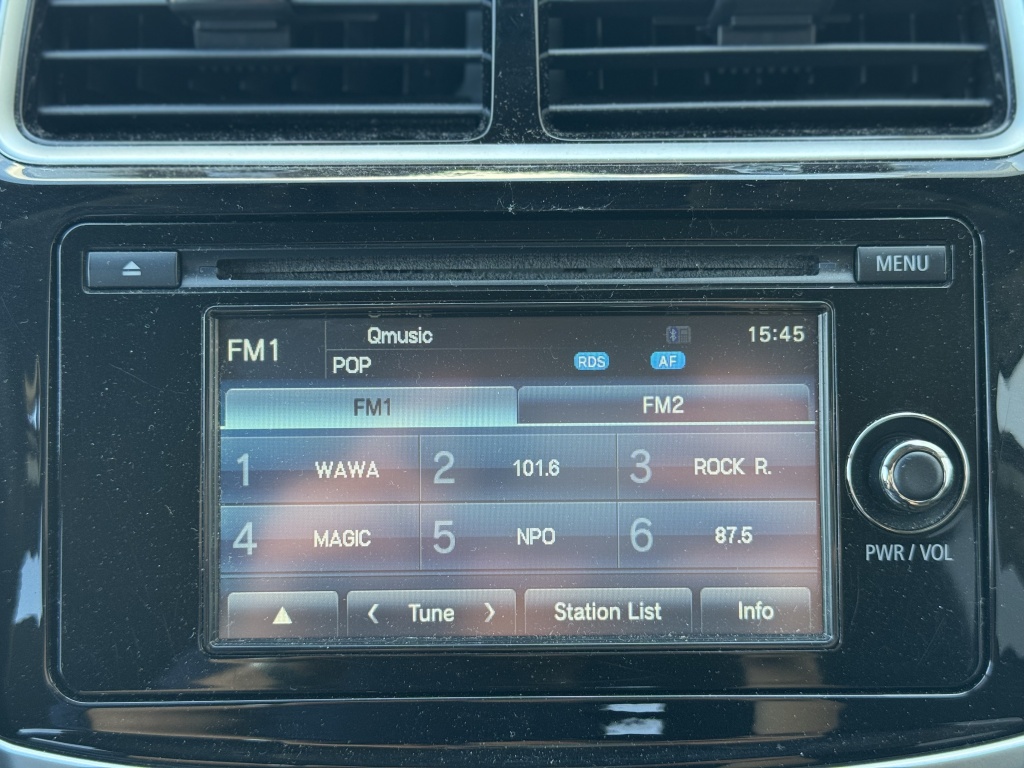 MENU
FM1 Qmusic 15:45
POP RDS AF
FM1 FM2
1 WAWA 2 101.6 3 ROCK R.
4 MAGIC 5 NPO 6 87.5
Tune Station List Info
PWR / VOL